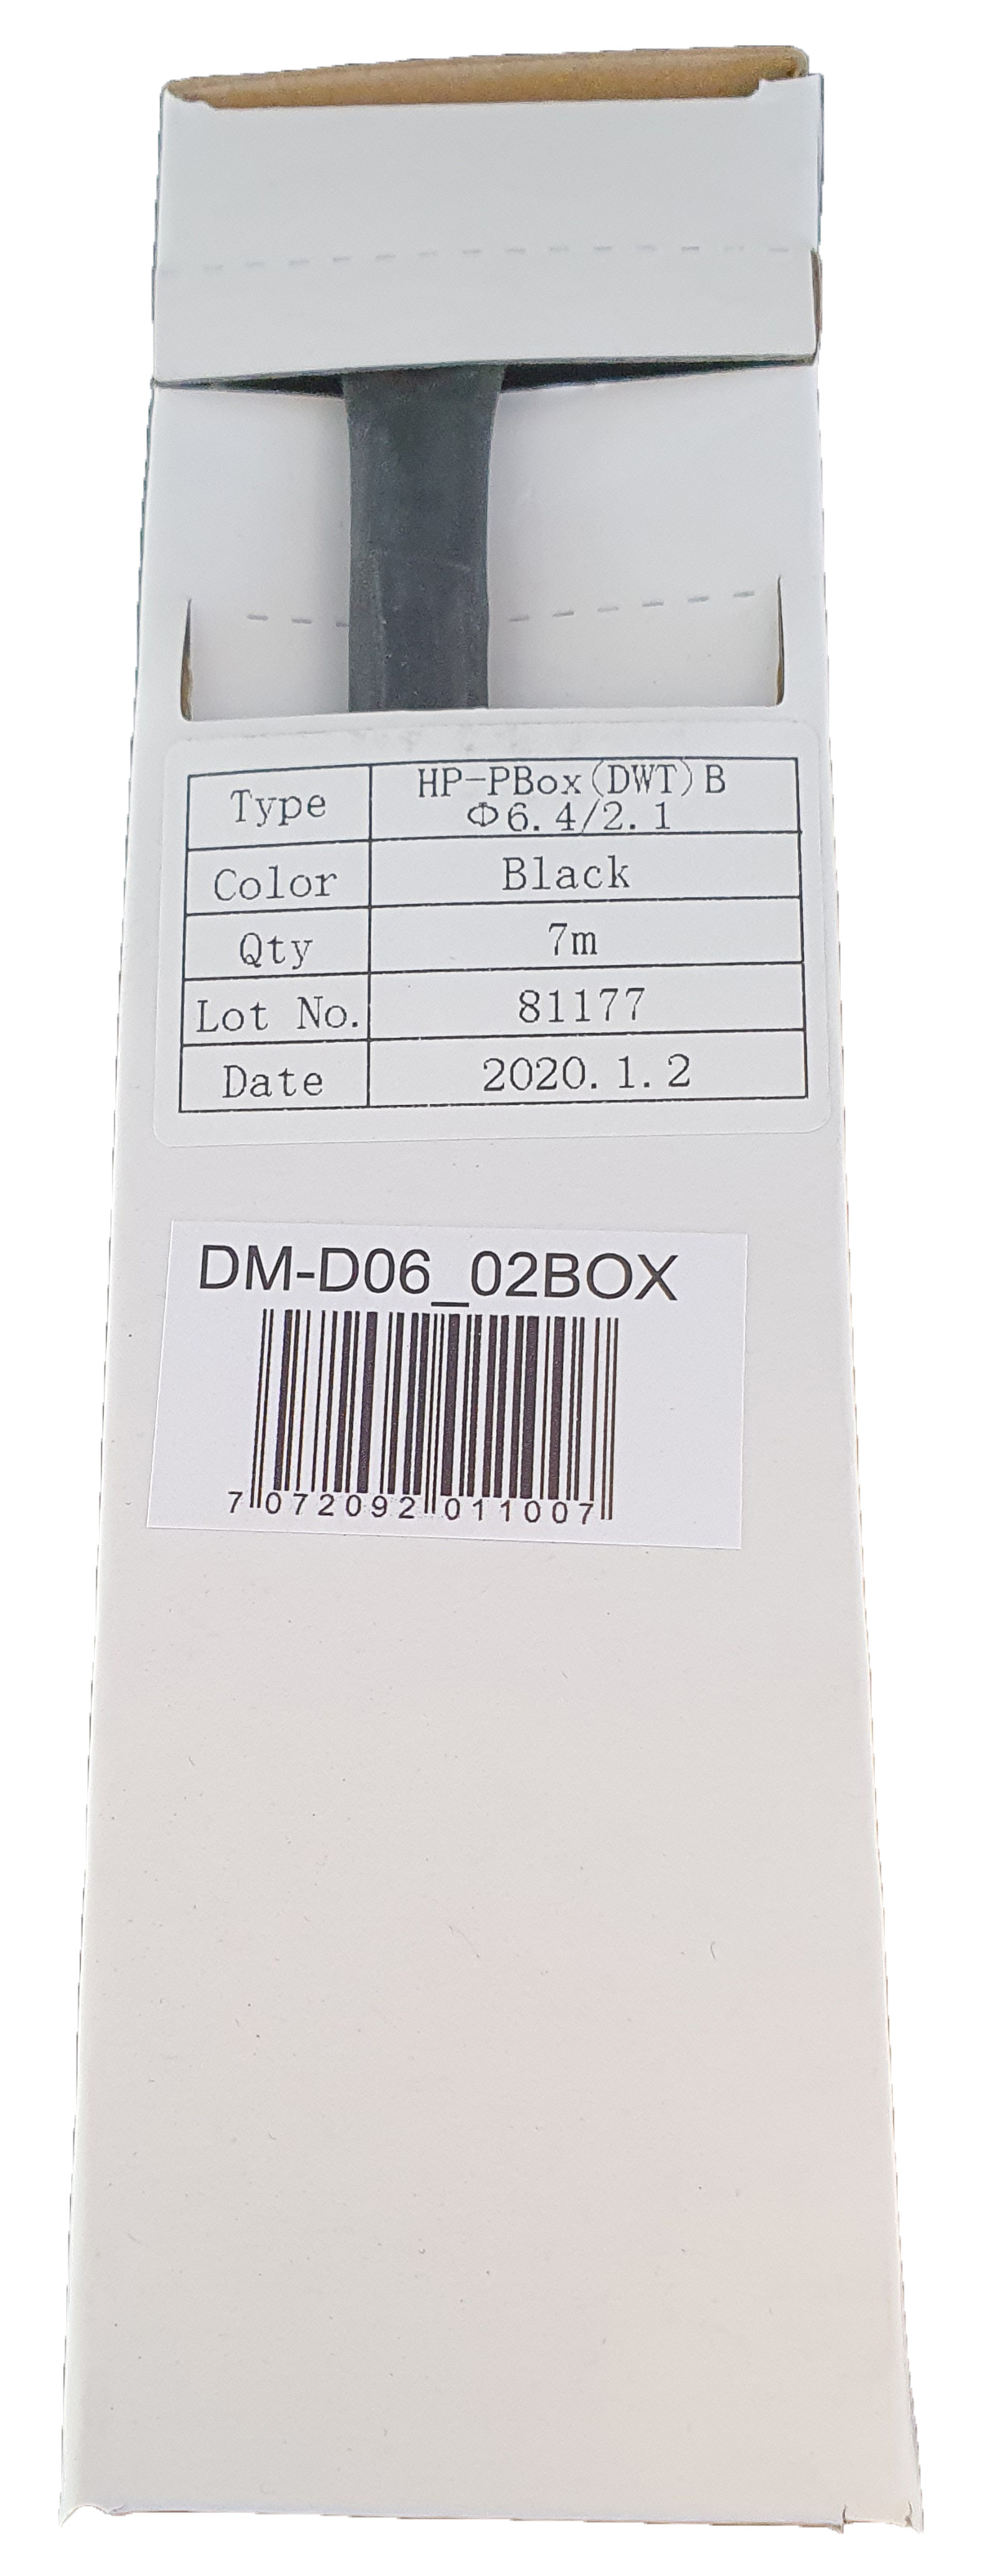 Type HP-PBox(DWT)B
Φ6.4/2.1
Color Black
Qty 7m
Lot No. 81177
Date 2020.1.2
DM-D06_02BOX
7 072092 011007